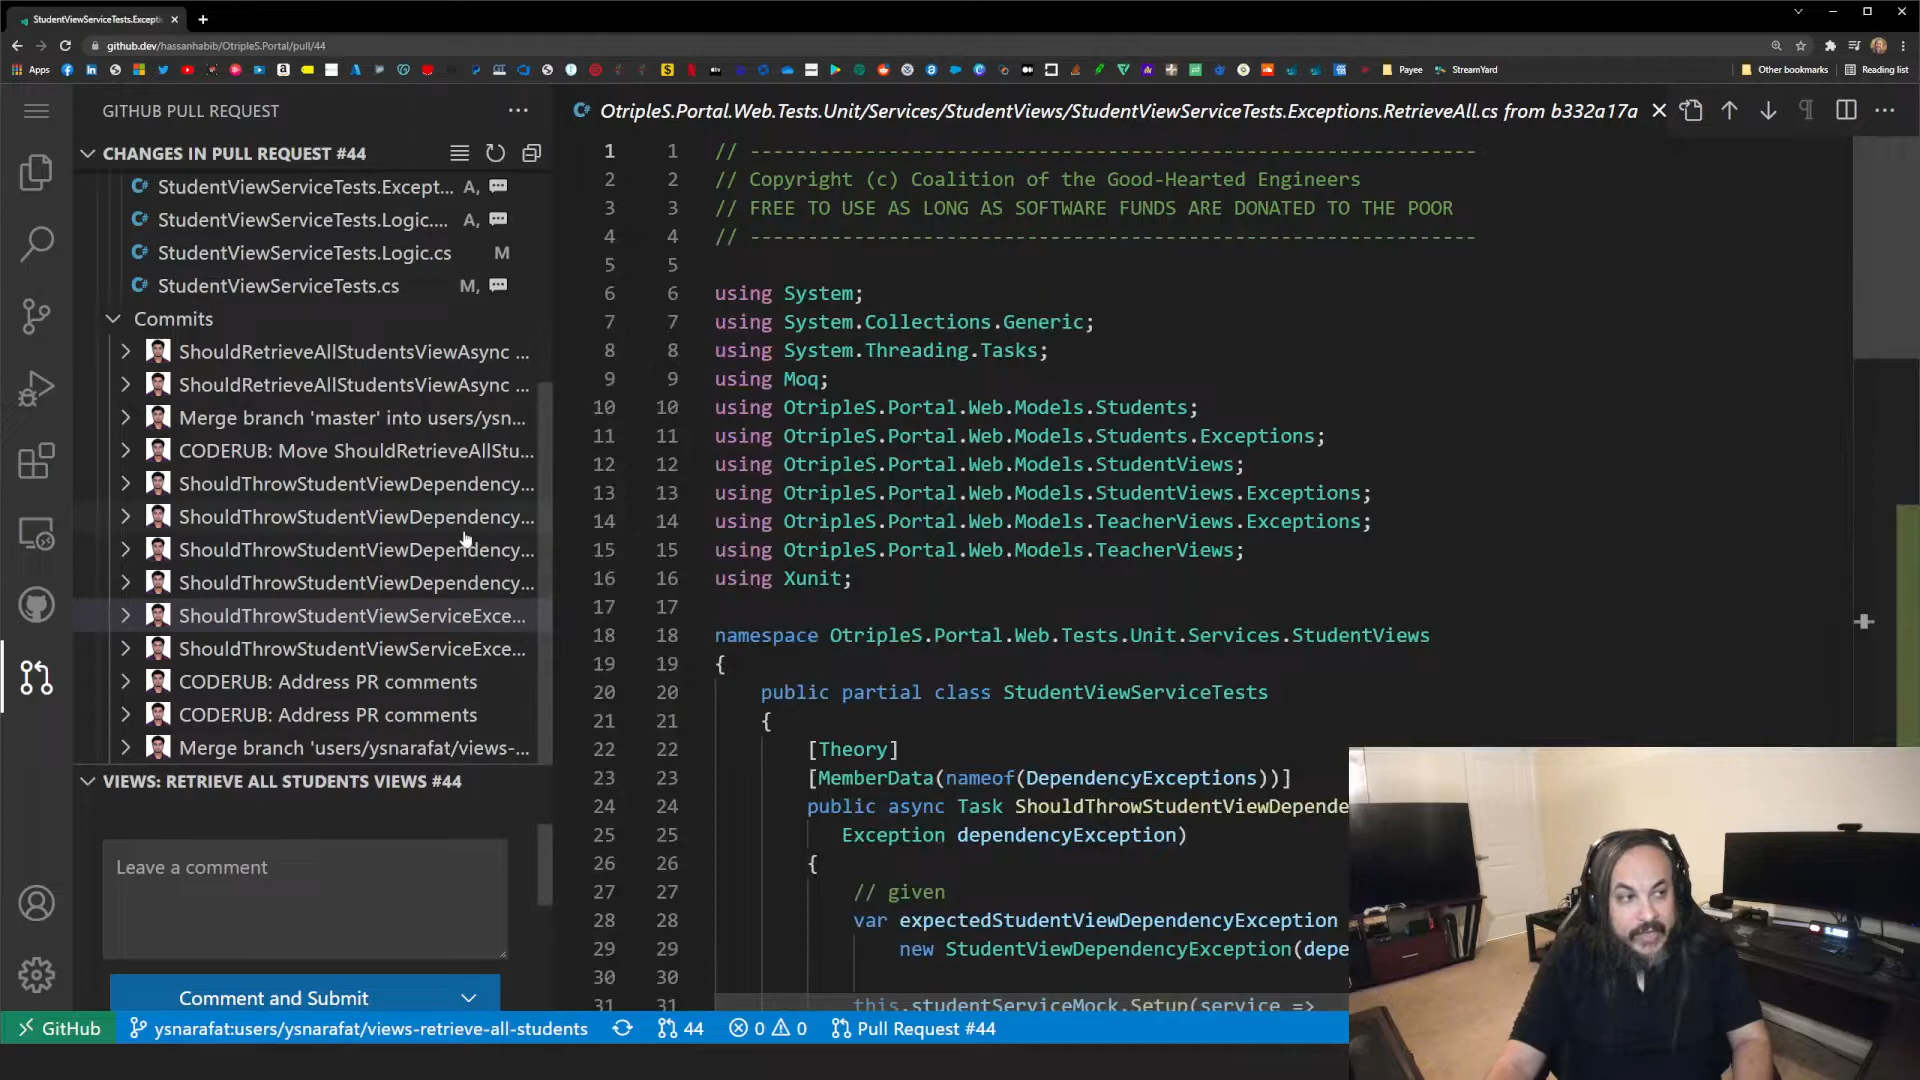 StudentViewServiceTests.Excepti
github.dev/hassanhabib/OtripleS.Portal/pull/44
Apps
Payee
StreamYard
Other bookmarks
Reading list
GITHUB PULL REQUEST
CHANGES IN PULL REQUEST #44
StudentViewServiceTests.Except... A,
StudentViewServiceTests.Logic.... A,
StudentViewServiceTests.Logic.cs M
StudentViewServiceTests.cs M,
Commits
ShouldRetrieveAllStudentsViewAsync ...
ShouldRetrieveAllStudentsViewAsync ...
Merge branch 'master' into users/ysn...
CODERUB: Move ShouldRetrieveAllStu...
ShouldThrowStudentViewDependency...
ShouldThrowStudentViewDependency...
ShouldThrowStudentViewDependency...
ShouldThrowStudentViewDependency...
ShouldThrowStudentViewServiceExce...
ShouldThrowStudentViewServiceExce...
CODERUB: Address PR comments
CODERUB: Address PR comments
Merge branch 'users/ysnarafat/views-...
VIEWS: RETRIEVE ALL STUDENTS VIEWS #44
Leave a comment
Comment and Submit
OtripleS.Portal.Web.Tests.Unit/Services/StudentViews/StudentViewServiceTests.Exceptions.RetrieveAll.cs from b332a17a
1 1 // ---------------------------------------------------------------
2 2 // Copyright (c) Coalition of the Good-Hearted Engineers
3 3 // FREE TO USE AS LONG AS SOFTWARE FUNDS ARE DONATED TO THE POOR
4 4 // ---------------------------------------------------------------
5 5
6 6 using System;
7 7 using System.Collections.Generic;
8 8 using System.Threading.Tasks;
9 9 using Moq;
10 10 using OtripleS.Portal.Web.Models.Students;
11 11 using OtripleS.Portal.Web.Models.Students.Exceptions;
12 12 using OtripleS.Portal.Web.Models.StudentViews;
13 13 using OtripleS.Portal.Web.Models.StudentViews.Exceptions;
14 14 using OtripleS.Portal.Web.Models.TeacherViews.Exceptions;
15 15 using OtripleS.Portal.Web.Models.TeacherViews;
16 16 using Xunit;
17 17
18 18 namespace OtripleS.Portal.Web.Tests.Unit.Services.StudentViews
19 19 {
20 20 public partial class StudentViewServiceTests
21 21 {
22 22 [Theory]
23 23 [MemberData(nameof(DependencyExceptions))]
24 24 public async Task ShouldThrowStudentViewDepende
25 25 Exception dependencyException)
26 26 {
27 27 // given
28 28 var expectedStudentViewDependencyException
29 29 new StudentViewDependencyException(depe
30 30
31 31 this.studentServiceMock.Setup(service =>
GitHub
ysnarafat:users/ysnarafat/views-retrieve-all-students
44
0 0
Pull Request #44